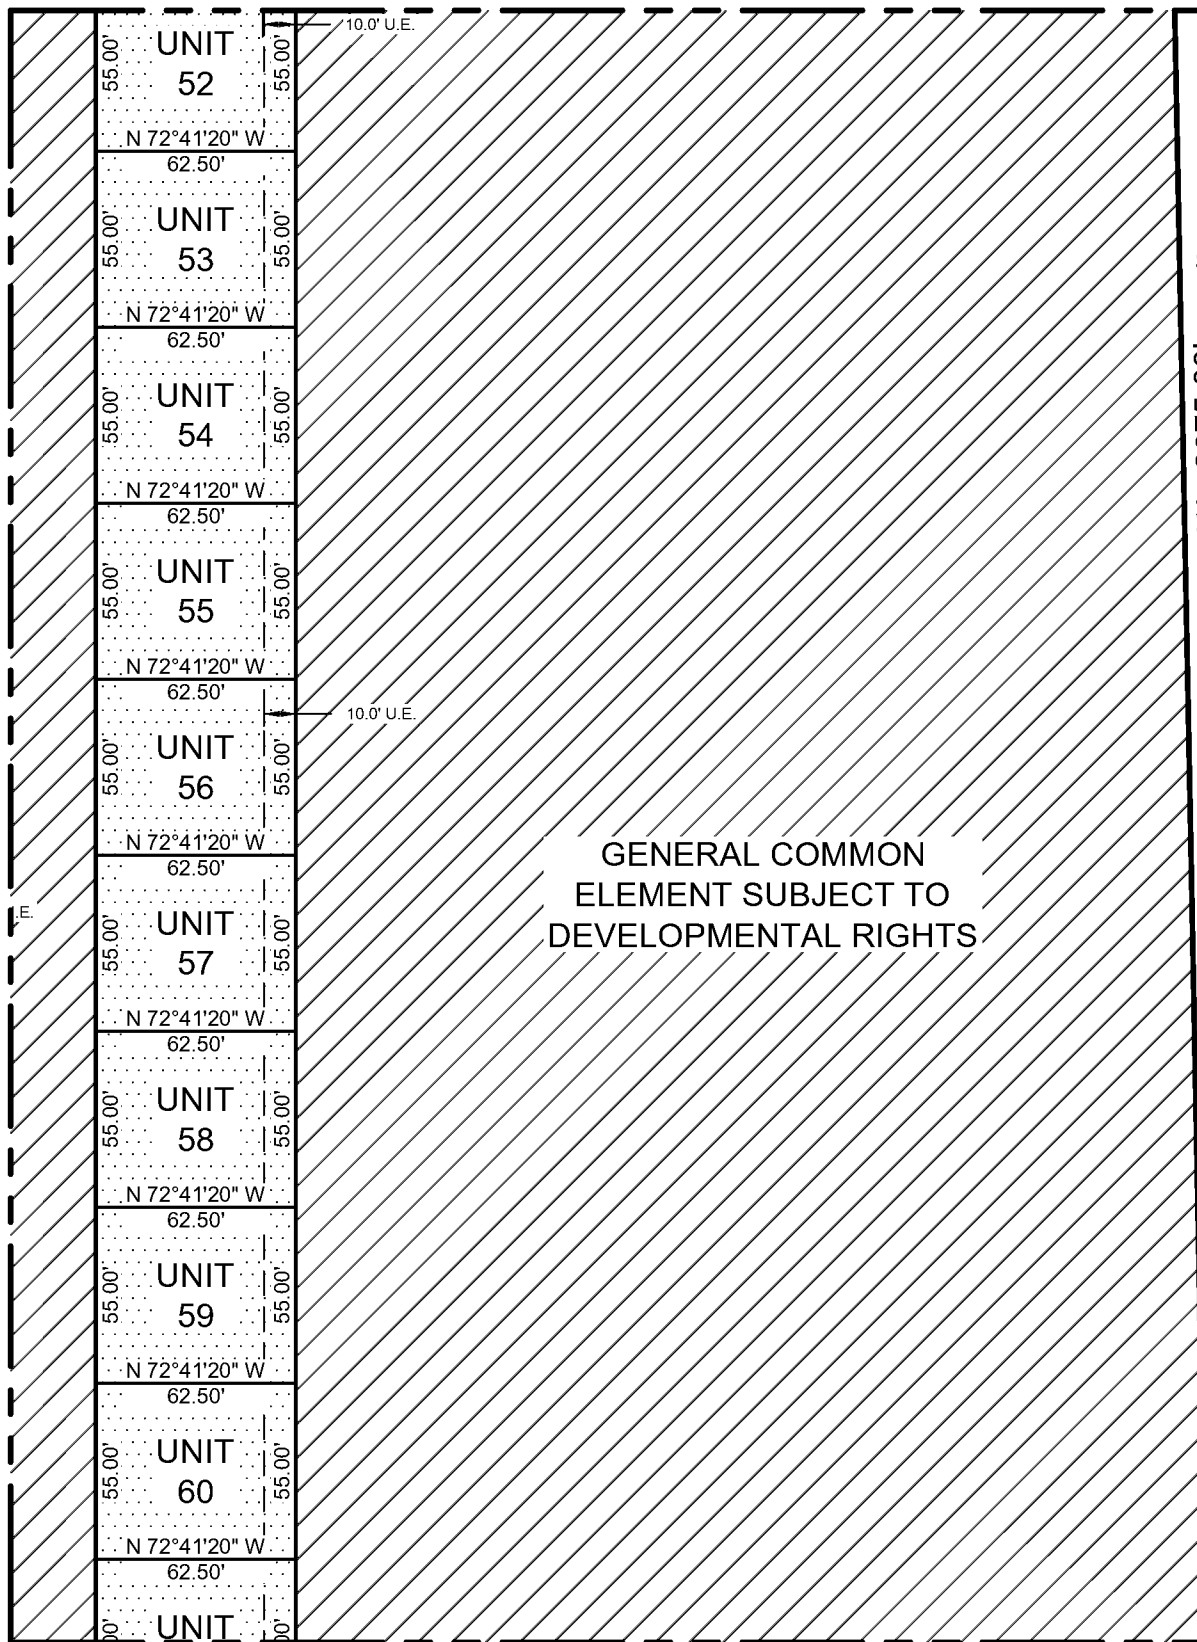 10.0' U.E.
UNIT
52
55.00'
55.00'
N 72°41'20" W
62.50'
UNIT
53
55.00'
55.00'
N 72°41'20" W
62.50'
UNIT
54
55.00'
55.00'
N 72°41'20" W
62.50'
UNIT
55
55.00'
55.00'
N 72°41'20" W
62.50'
10.0' U.E.
UNIT
56
55.00'
55.00'
N 72°41'20" W
62.50'
GENERAL COMMON
ELEMENT SUBJECT TO
DEVELOPMENTAL RIGHTS
.E.
UNIT
57
55.00'
55.00'
N 72°41'20" W
62.50'
UNIT
58
55.00'
55.00'
N 72°41'20" W
62.50'
UNIT
59
55.00'
55.00'
N 72°41'20" W
62.50'
UNIT
60
55.00'
55.00'
N 72°41'20" W
62.50'
UNIT
00'
00'